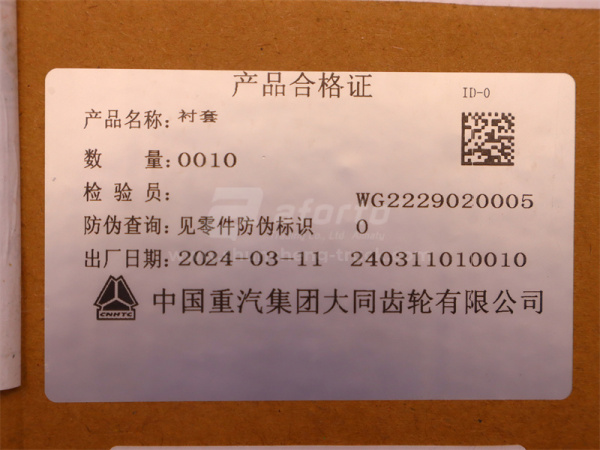 产品合格证
ID-0
产品名称：衬套
数 量：0010
检 验 员：
WG2229020005
防伪查询：见零件防伪标识 0
出厂日期：2024-03-11 240311010010
CNHTC 中国重汽集团大同齿轮有限公司
aforto